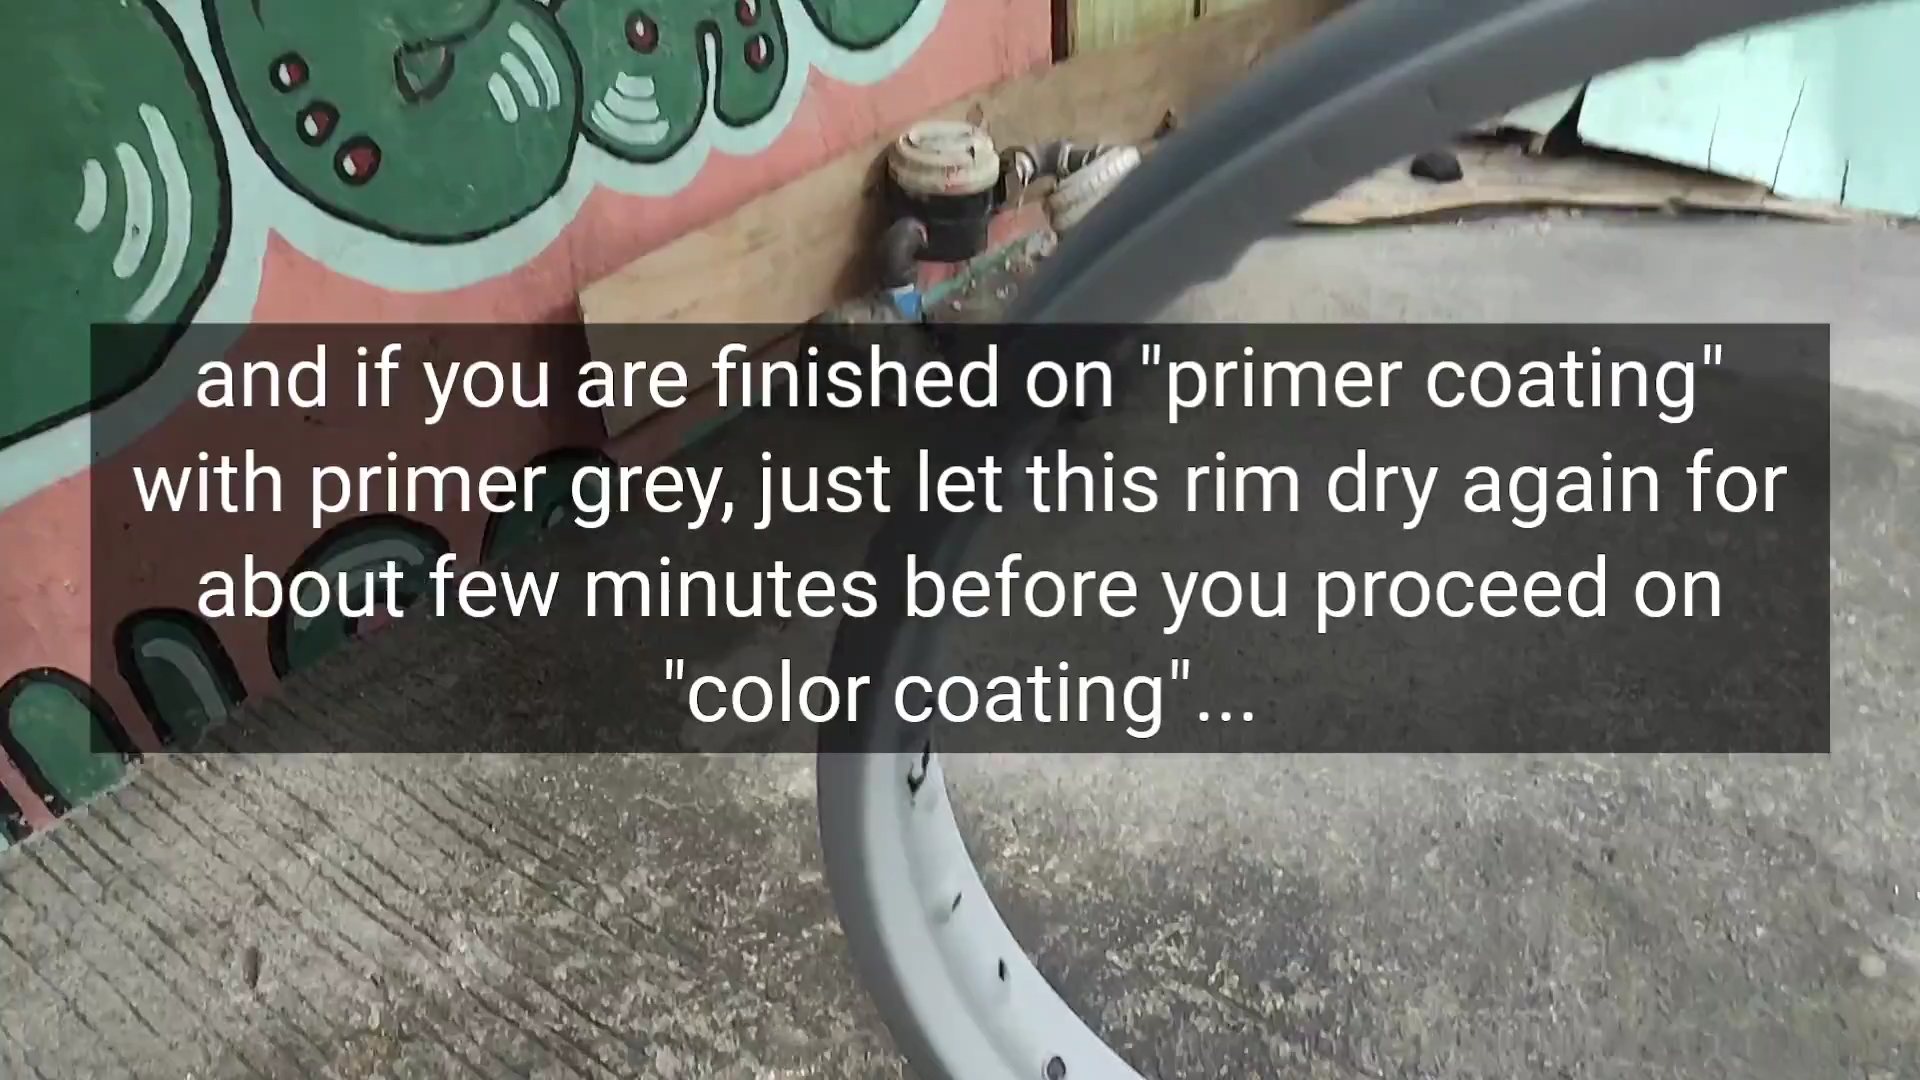 and if you are finished on "primer coating"
with primer grey, just let this rim dry again for
about few minutes before you proceed on
"color coating"...